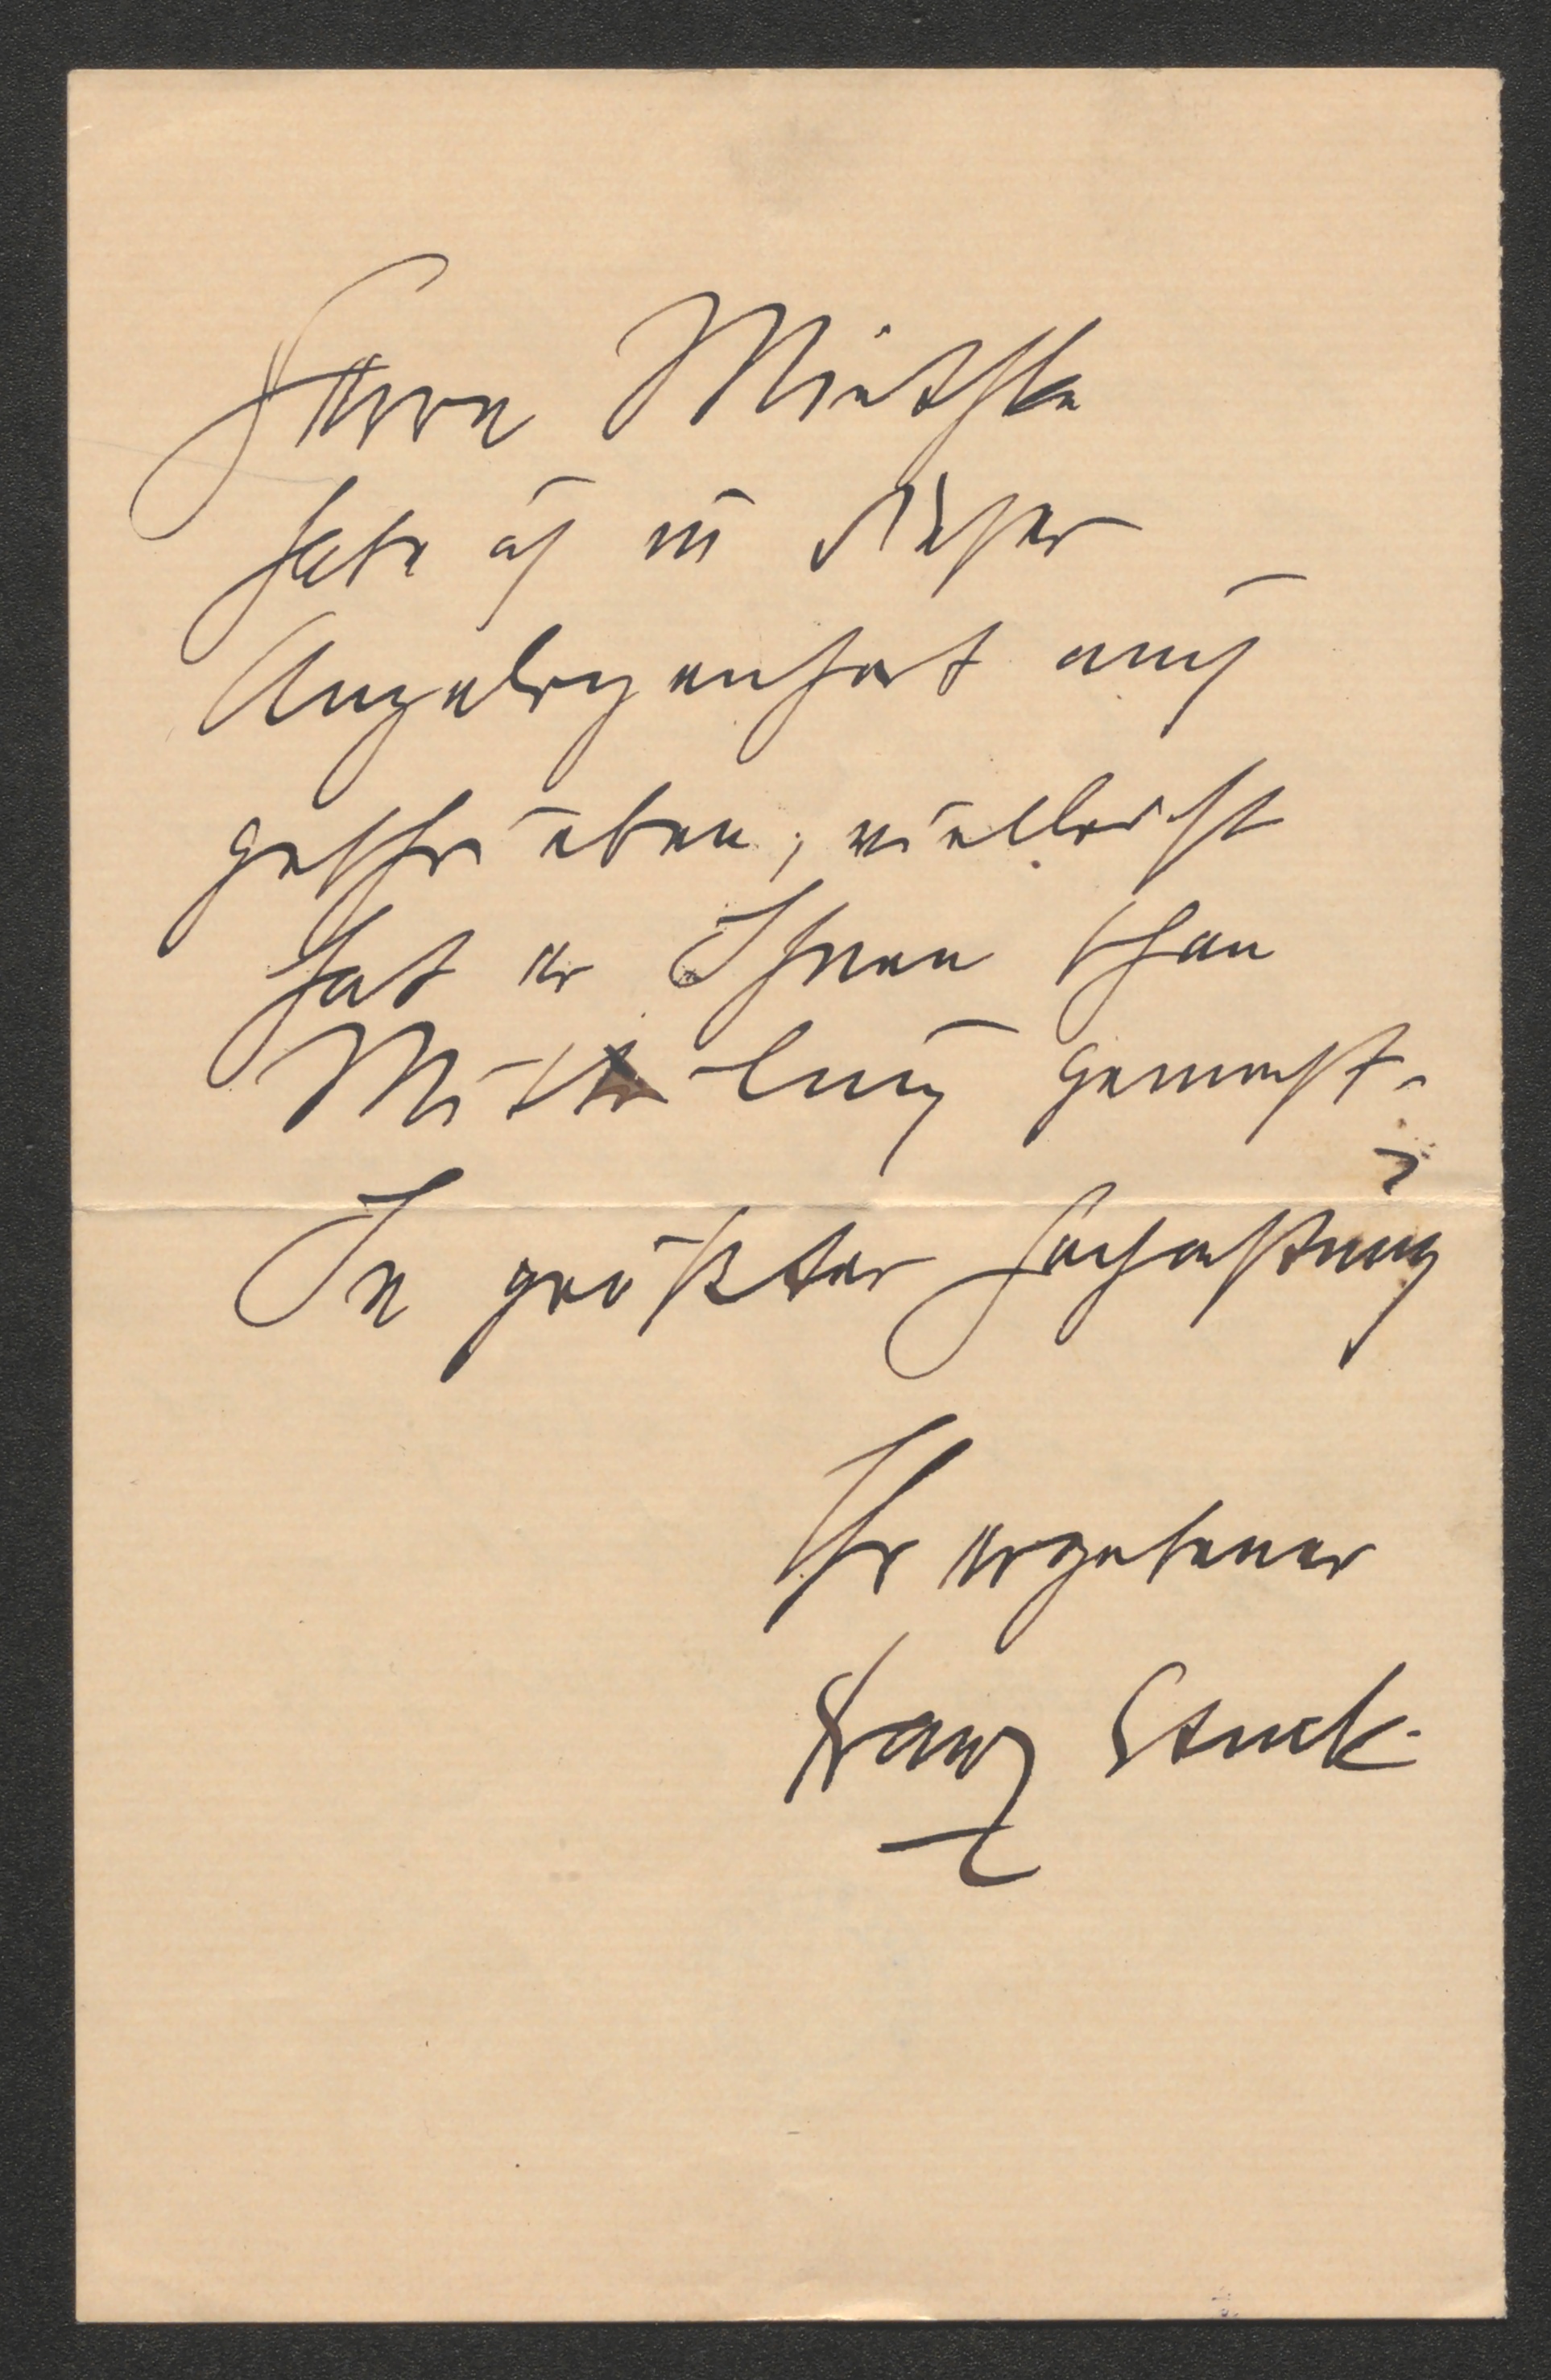 Herrn Miethke
habe ich in dieser
Angelegenheit auch
geschrieben, vielleicht
hat er Ihnen schon
Mitteilung gemacht.
In größter Hochachtung
Ihr ergebener
Franz Stuck.